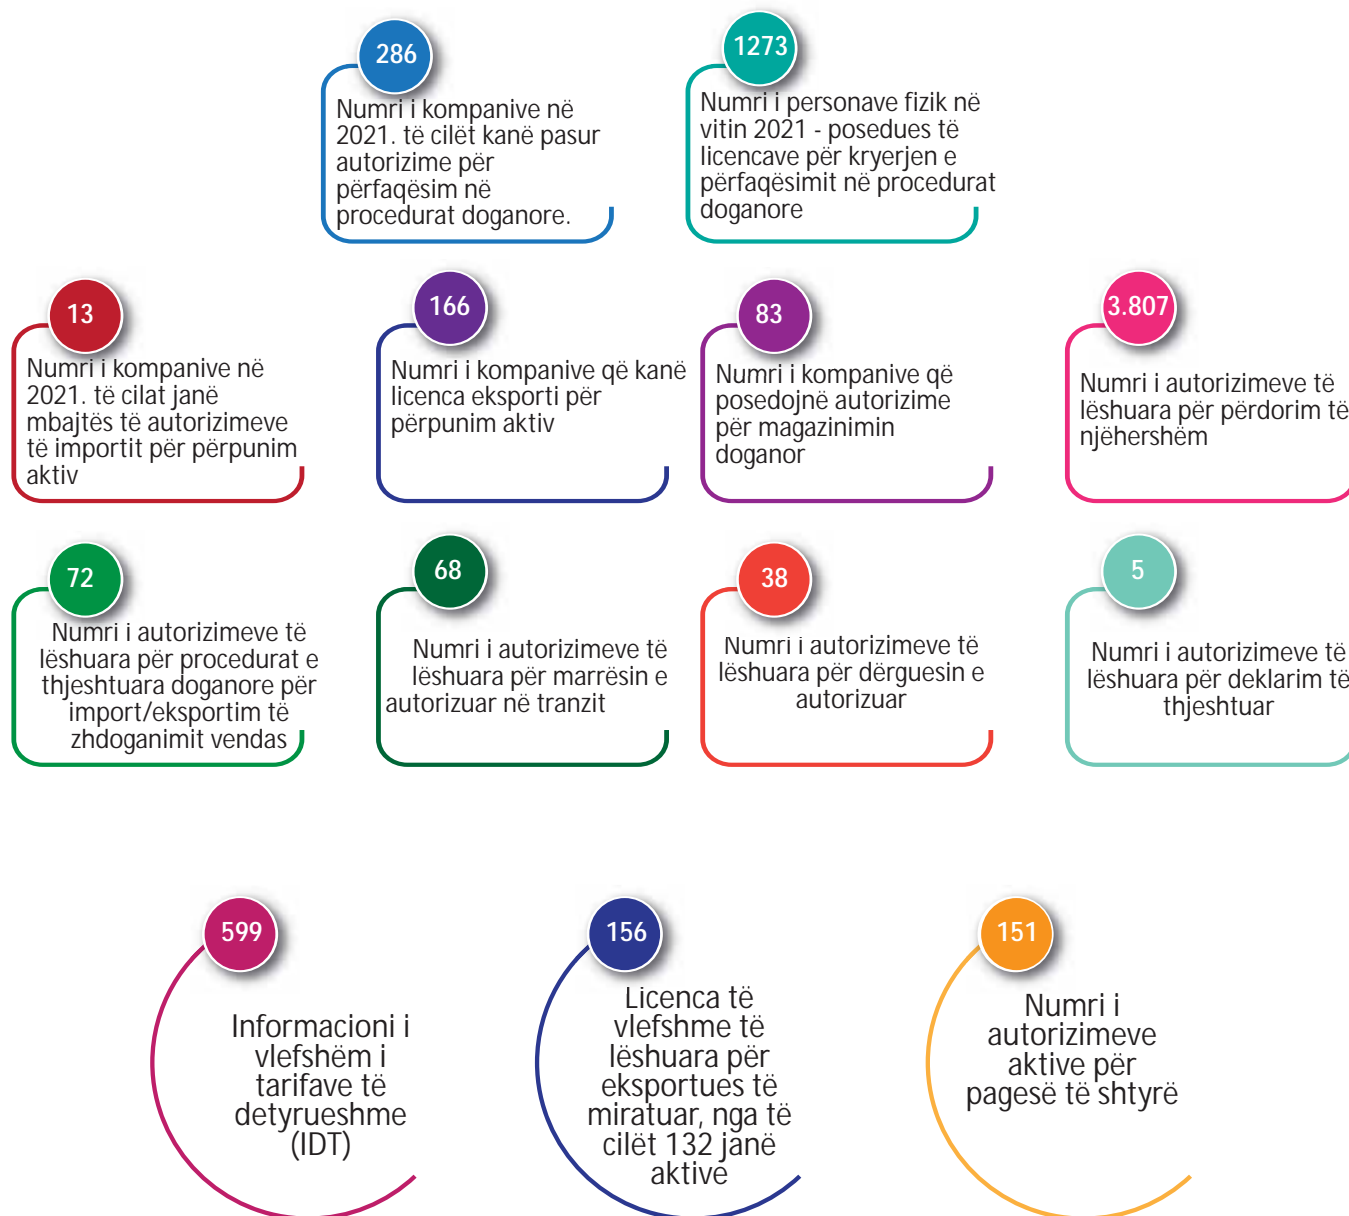 286
Numri i kompanive në
2021. të cilët kanë pasur
autorizime për
përfaqësim në
procedurat doganore.
1273
Numri i personave fizik në
vitin 2021 - posedues të
licencave për kryerjen e
përfaqësimit në procedurat
doganore
13
Numri i kompanive në
2021. të cilat janë
mbajtës të autorizimeve
të importit për përpunim
aktiv
166
Numri i kompanive që kanë
licenca eksporti për
përpunim aktiv
83
Numri i kompanive që
posedojnë autorizime
për magazinimin
doganor
3.807
Numri i autorizimeve të
lëshuara për përdorim të
njëhershëm
72
Numri i autorizimeve të
lëshuara për procedurat e
thjeshtuara doganore për
import/eksportim të
zhdoganimit vendas
68
Numri i autorizimeve të
lëshuara për marrësin e
autorizuar në tranzit
38
Numri i autorizimeve të
lëshuara për dërguesin e
autorizuar
5
Numri i autorizimeve të
lëshuara për deklarim të
thjeshtuar
599
Informacioni i
vlefshëm i
tarifave të
detyrueshme
(IDT)
156
Licenca të
vlefshme të
lëshuara për
eksportues të
miratuar, nga të
cilët 132 janë
aktive
151
Numri i
autorizimeve
aktive për
pagesë të shtyrë